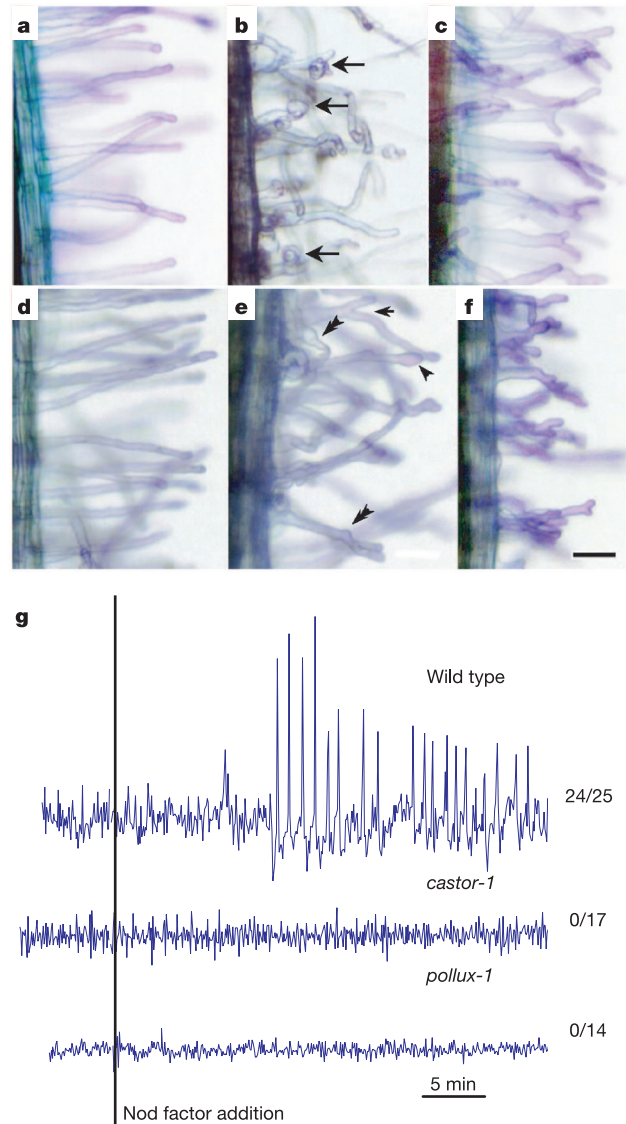 a
b
c
d
e
f
g
Wild type
24/25
castor-1
0/17
pollux-1
0/14
5 min
Nod factor addition